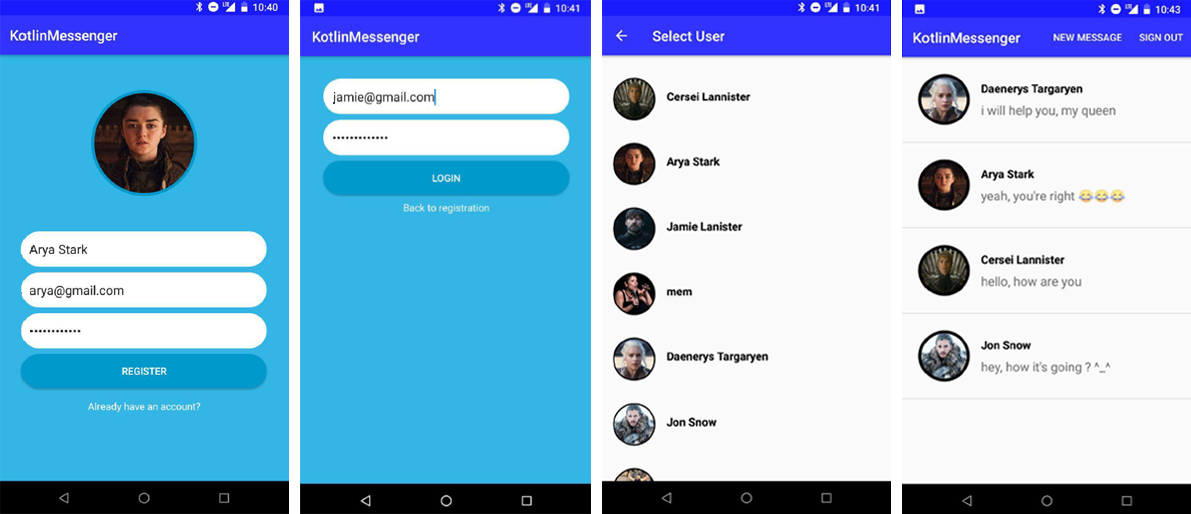 10:40
KotlinMessenger
Arya Stark
arya@gmail.com
••••••••••••
REGISTER
Already have an account?
10:41
KotlinMessenger
jamie@gmail.com
•••••••••••••
LOGIN
Back to registration
10:41
Select User
Cersei Lannister
Arya Stark
Jamie Lanister
mem
Daenerys Targaryen
Jon Snow
10:43
KotlinMessenger NEW MESSAGE SIGN OUT
Daenerys Targaryen
i will help you, my queen
Arya Stark
yeah, you're right 😂😂😂
Cersei Lannister
hello, how are you
Jon Snow
hey, how it's going ? ^_^